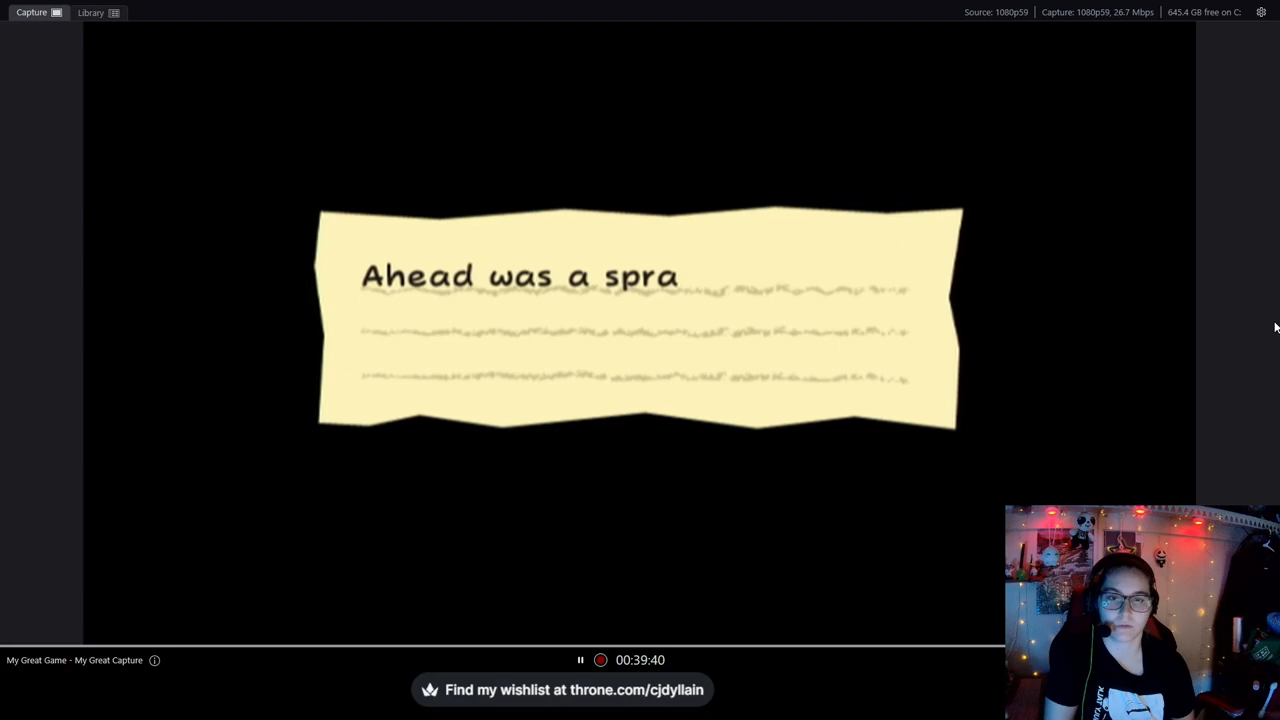 Capture
Library
Source: 1080p59
Capture: 1080p59, 26.7 Mbps
645.4 GB free on C:
Ahead was a spra
My Great Game - My Great Capture
00:39:40
Find my wishlist at throne.com/cjdyllain